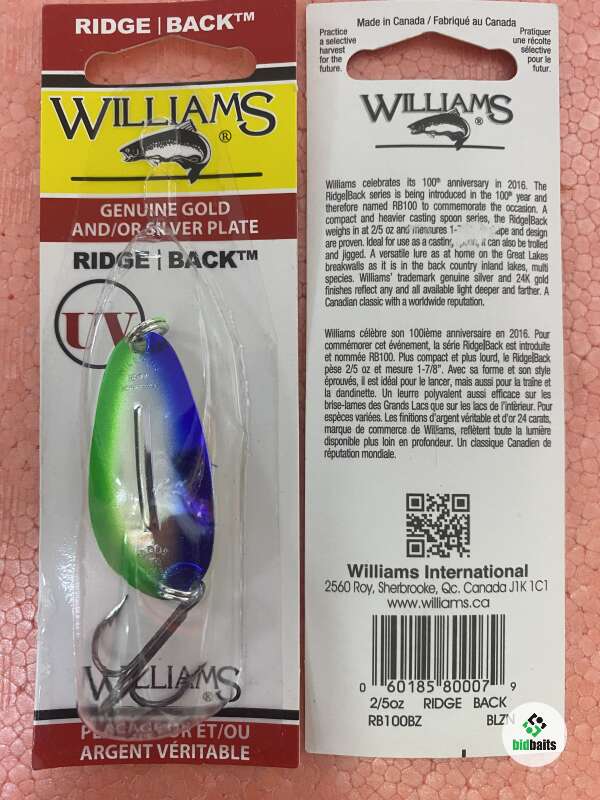 RIDGE | BACK™
WILLIAMS®
GENUINE GOLD
AND/OR SILVER PLATE
RIDGE | BACK™
UV
WILLIAMS®
PLACAGE OR ET/OU
ARGENT VÉRITABLE
Made in Canada / Fabriqué au Canada
Practice
a selective
harvest
for the
future.
Pratiquer
une récolte
sélective
pour le
futur.
WILLIAMS®
Williams celebrates its 100th anniversary in 2016. The
Ridge|Back series is being introduced in the 100th year and
therefore named RB100 to commemorate the occasion. A
compact and heavier casting spoon series, the Ridge|Back
weighs in at 2/5 oz and measures and design
are proven. Ideal for use as a casting spoon, it can also be trolled
and jigged. A versatile lure as at home on the Great Lakes
breakwalls as it is in the back country inland lakes, multi
species. Williams' trademark genuine silver and 24K gold
finishes reflect any and all available light deeper and farther. A
Canadian classic with a worldwide reputation.
Williams célèbre son 100ième anniversaire en 2016. Pour
commémorer cet événement, la série Ridge|Back est introduite
et nommée RB100. Plus compact et plus lourd, le Ridge|Back
pèse 2/5 oz et mesure 1-7/8". Avec sa forme et son style
éprouvés, il est idéal pour le lancer, mais aussi pour la traîne et
la dandinette. Un leurre polyvalent aussi efficace sur les
brise-lames des Grands Lacs que sur les lacs de l'intérieur. Pour
espèces variées. Les finitions d'argent véritable et d'or 24 carats,
marque de commerce de Williams, reflètent toute la lumière
disponible plus loin en profondeur. Un classique Canadien de
réputation mondiale.
Williams International
2560 Roy, Sherbrooke, Qc. Canada J1K 1C1
www.williams.ca
0 60185 80007 9
2/5oz RIDGE BACK
RB100BZ BLZN
bidbaits